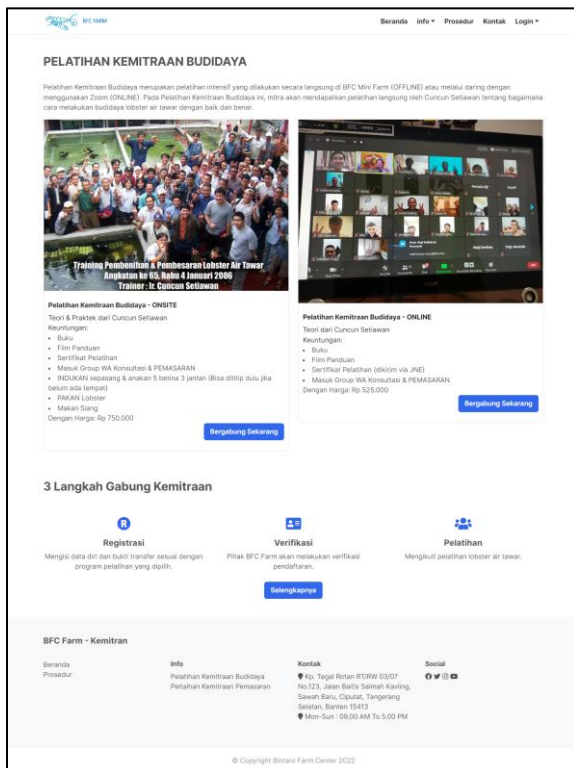 BFC FARM
Beranda info Prosedur Kontak Login
PELATIHAN KEMITRAAN BUDIDAYA
Pelatihan Kemitraan Budidaya merupakan pelatihan intensif yang dilakukan secara langsung di BFC Mini Farm (OFFLINE) atau melalui daring dengan
menggunakan Zoom (ONLINE). Pada Pelatihan Kemitraan Budidaya ini, mitra akan mendapatkan pelatihan langsung oleh Cuncun Setiawan tentang bagaimana
cara melakukan budidaya lobster air tawar dengan baik dan benar.
Training Pembenihan & Pembesaran Lobster Air Tawar
Angkatan ke 65, Rabu 4 Januari 2006
Trainer : Ir. Cuncun Setiawan
Pelatihan Kemitraan Budidaya - ONSITE
Teori & Praktek dari Cuncun Setiawan
Keuntungan:
• Buku
• Film Panduan
• Sertifikat Pelatihan
• Masuk Group WA Konsultasi & PEMASARAN
• INDUKAN sepasang & anakan 5 betina 3 jantan (Bisa dititip dulu jika
belum ada tempat)
• PAKAN Lobster
• Makan Siang
Dengan Harga: Rp 750.000
Bergabung Sekarang
Pelatihan Kemitraan Budidaya - ONLINE
Teori dari Cuncun Setiawan
Keuntungan:
• Buku
• Film Panduan
• Sertifikat Pelatihan (dikirim via JNE)
• Masuk Group WA Konsultasi & PEMASARAN
Dengan Harga: Rp 525.000
Bergabung Sekarang
3 Langkah Gabung Kemitraan
R
Registrasi
Mengisi data diri dan bukti transfer sesuai dengan
program pelatihan yang dipilih.
Verifikasi
Pihak BFC Farm akan melakukan verifikasi
pendaftaran.
Pelatihan
Mengikuti pelatihan lobster air tawar.
Selengkapnya
BFC Farm - Kemitran
Beranda
Prosedur
Info
Pelatihan Kemitraan Budidaya
Peltaihan Kemitraan Pemasaran
Kontak
Kp. Tegal Rotan RT/RW 03/07
No.123, Jalan Baitis Salmah Kavling,
Sawah Baru, Ciputat, Tangerang
Selatan, Banten 15413
Mon-Sun : 09.00 AM To 5.00 PM
Social
© Copyright Bintaro Farm Center 2022